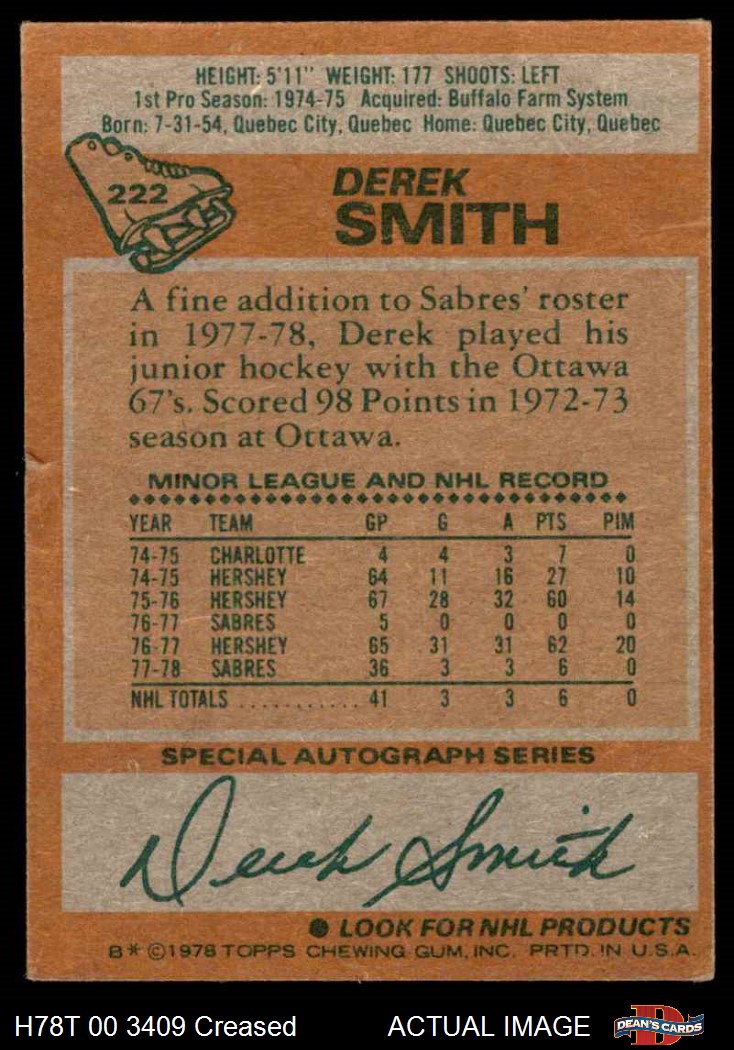 HEIGHT: 5'11" WEIGHT: 177 SHOOTS: LEFT
1st Pro Season: 1974-75 Acquired: Buffalo Farm System
Born: 7-31-54, Quebec City, Quebec Home: Quebec City, Quebec
222
DEREK
SMITH
A fine addition to Sabres' roster
in 1977-78, Derek played his
junior hockey with the Ottawa
67's. Scored 98 Points in 1972-73
season at Ottawa.
MINOR LEAGUE AND NHL RECORD
YEAR TEAM GP G A PTS PIM
74-75 CHARLOTTE 4 4 3 7 0
74-75 HERSHEY 64 11 16 27 10
75-76 HERSHEY 67 28 32 60 14
76-77 SABRES 5 0 0 0 0
76-77 HERSHEY 65 31 31 62 20
77-78 SABRES 36 3 3 6 0
NHL TOTALS ........... 41 3 3 6 0
SPECIAL AUTOGRAPH SERIES
Derek Smith
● LOOK FOR NHL PRODUCTS
B* ©1978 TOPPS CHEWING GUM, INC. PRTD. IN U.S.A.
H78T 00 3409 Creased ACTUAL IMAGE
D
DEAN'S CARDS